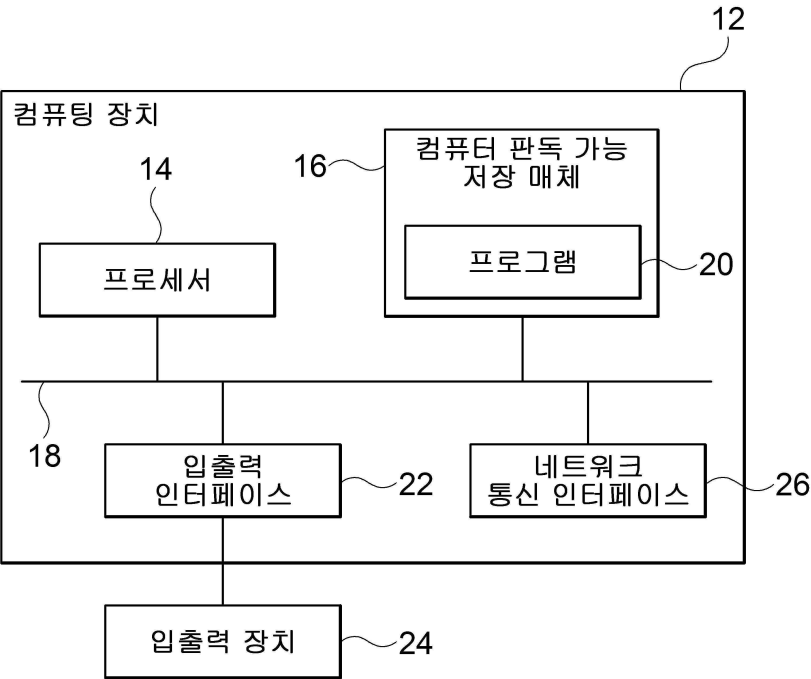 12
컴퓨팅 장치
16
컴퓨터 판독 가능
저장 매체
14
프로세서
프로그램
20
18
입출력
인터페이스
22
네트워크
통신 인터페이스
26
입출력 장치
24